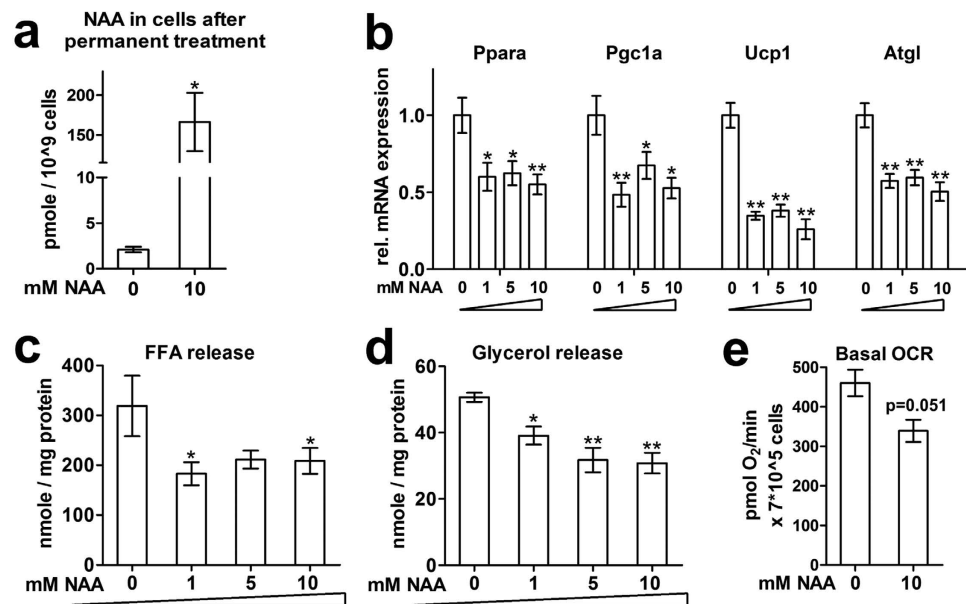 a
NAA in cells after
permanent treatment
pmole / 10^9 cells
200
150
100
10
5
0
*
mM NAA
0
10
b
Ppara
Pgc1a
Ucp1
Atgl
rel. mRNA expression
1.0
0.5
0.0
*
*
**
**
*
*
**
**
**
**
**
**
mM NAA
0 1 5 10
0 1 5 10
0 1 5 10
0 1 5 10
c
FFA release
nmole / mg protein
400
300
200
100
0
*
*
mM NAA
0 1 5 10
d
Glycerol release
nmole / mg protein
60
40
20
0
*
**
**
mM NAA
0 1 5 10
e
Basal OCR
pmol O₂/min
x 7*10^5 cells
500
400
300
200
100
0
p=0.051
mM NAA
0 10